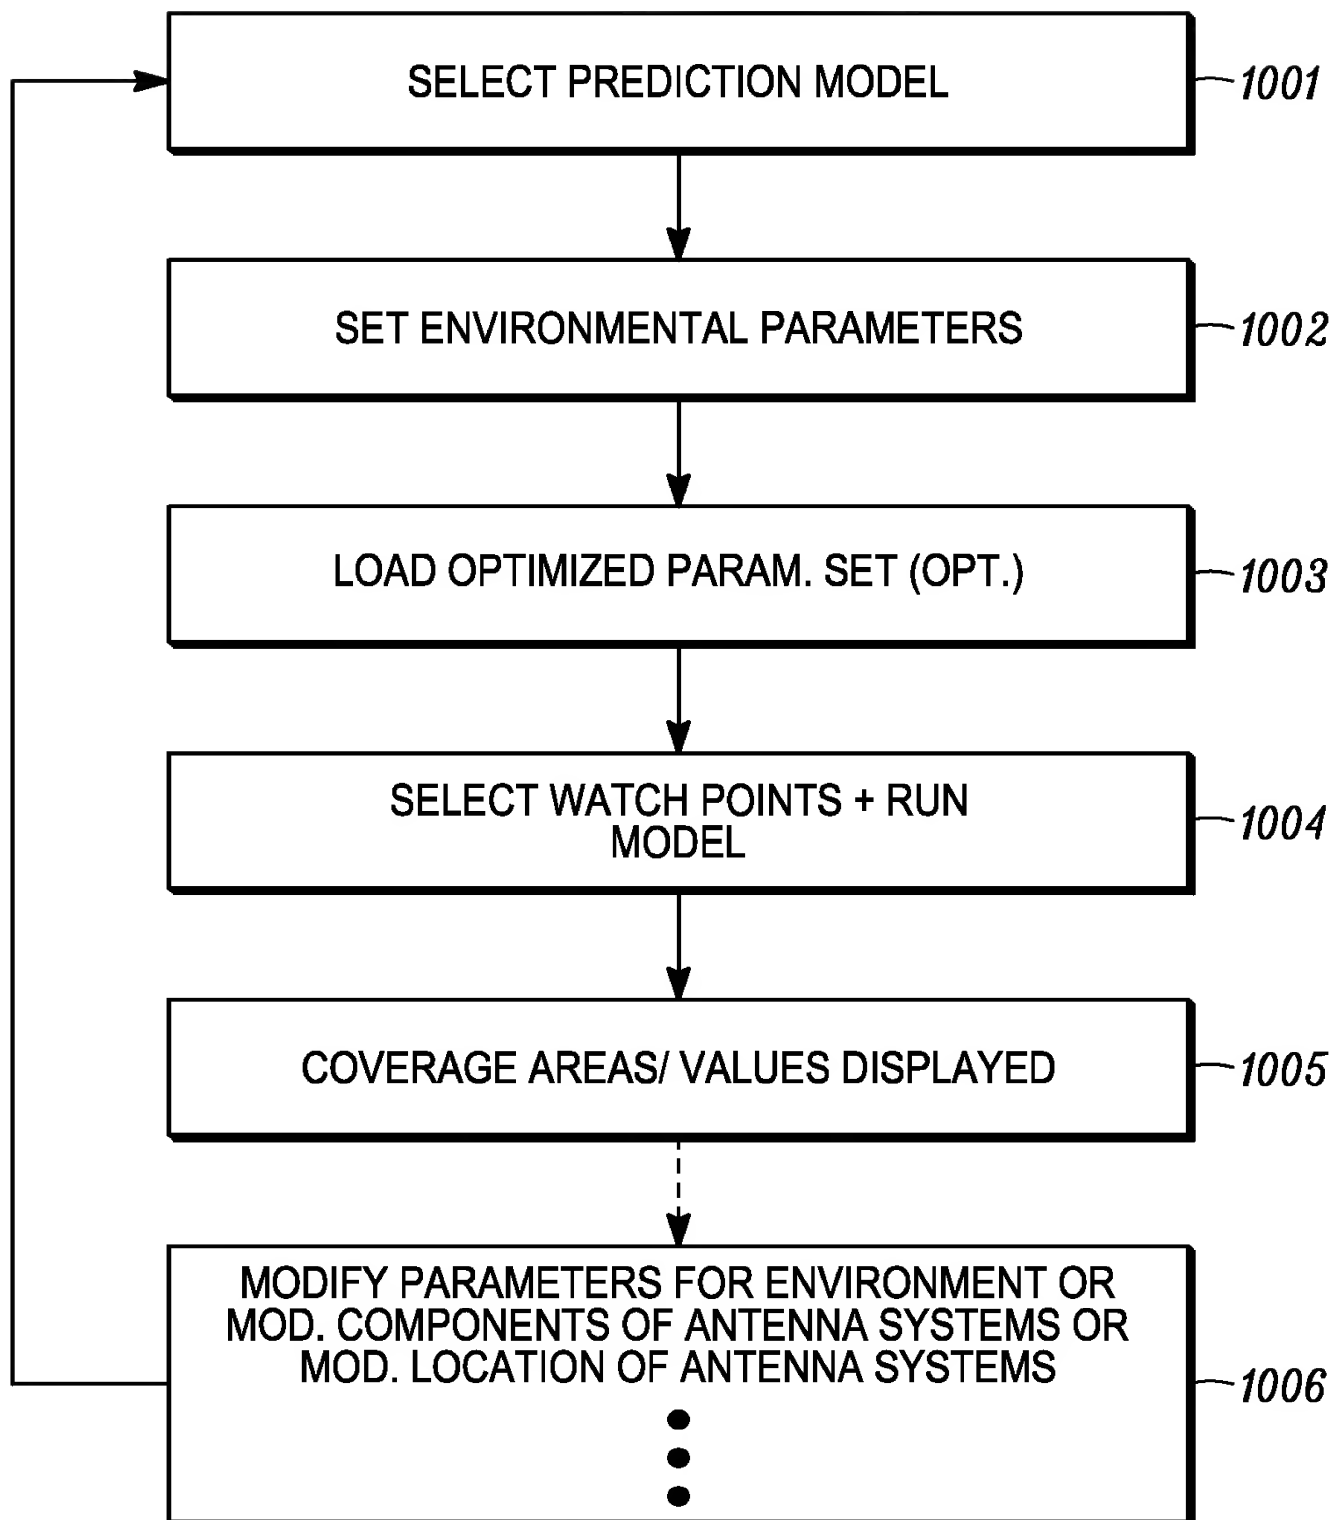 SELECT PREDICTION MODEL
1001
SET ENVIRONMENTAL PARAMETERS
1002
LOAD OPTIMIZED PARAM. SET (OPT.)
1003
SELECT WATCH POINTS + RUN
MODEL
1004
COVERAGE AREAS/ VALUES DISPLAYED
1005
MODIFY PARAMETERS FOR ENVIRONMENT OR
MOD. COMPONENTS OF ANTENNA SYSTEMS OR
MOD. LOCATION OF ANTENNA SYSTEMS
1006